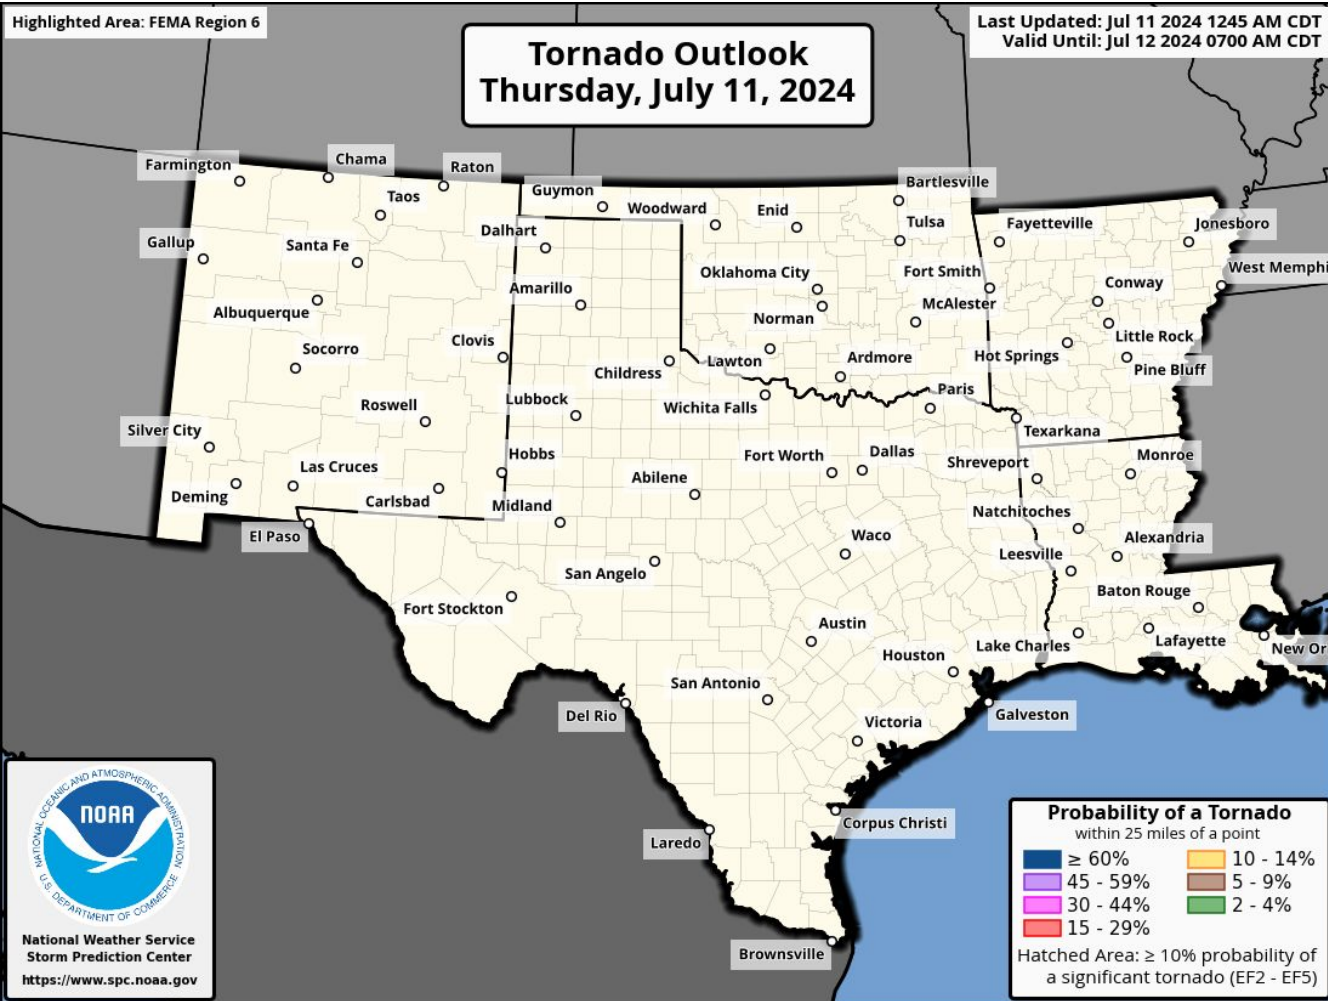 Highlighted Area: FEMA Region 6
Tornado Outlook
Thursday, July 11, 2024
Last Updated: Jul 11 2024 1245 AM CDT
Valid Until: Jul 12 2024 0700 AM CDT
Farmington
Chama
Raton
Taos
Guymon
Woodward
Enid
Bartlesville
Tulsa
Fayetteville
Jonesboro
Gallup
Santa Fe
Dalhart
Oklahoma City
Fort Smith
West Memphi
Albuquerque
Amarillo
Norman
McAlester
Conway
Socorro
Clovis
Childress
Lawton
Ardmore
Hot Springs
Little Rock
Pine Bluff
Roswell
Lubbock
Wichita Falls
Paris
Texarkana
Silver City
Las Cruces
Hobbs
Abilene
Fort Worth
Dallas
Shreveport
Monroe
Deming
Carlsbad
Midland
Natchitoches
El Paso
San Angelo
Waco
Leesville
Alexandria
Fort Stockton
Baton Rouge
Austin
Houston
Lake Charles
Lafayette
New Or
San Antonio
Del Rio
Victoria
Galveston
Laredo
Corpus Christi
Brownsville
NATIONAL OCEANIC AND ATMOSPHERIC ADMINISTRATION
NOAA
U.S. DEPARTMENT OF COMMERCE
National Weather Service
Storm Prediction Center
https://www.spc.noaa.gov
Probability of a Tornado
within 25 miles of a point
≥ 60%
45 - 59%
30 - 44%
15 - 29%
10 - 14%
5 - 9%
2 - 4%
Hatched Area: ≥ 10% probability of
a significant tornado (EF2 - EF5)